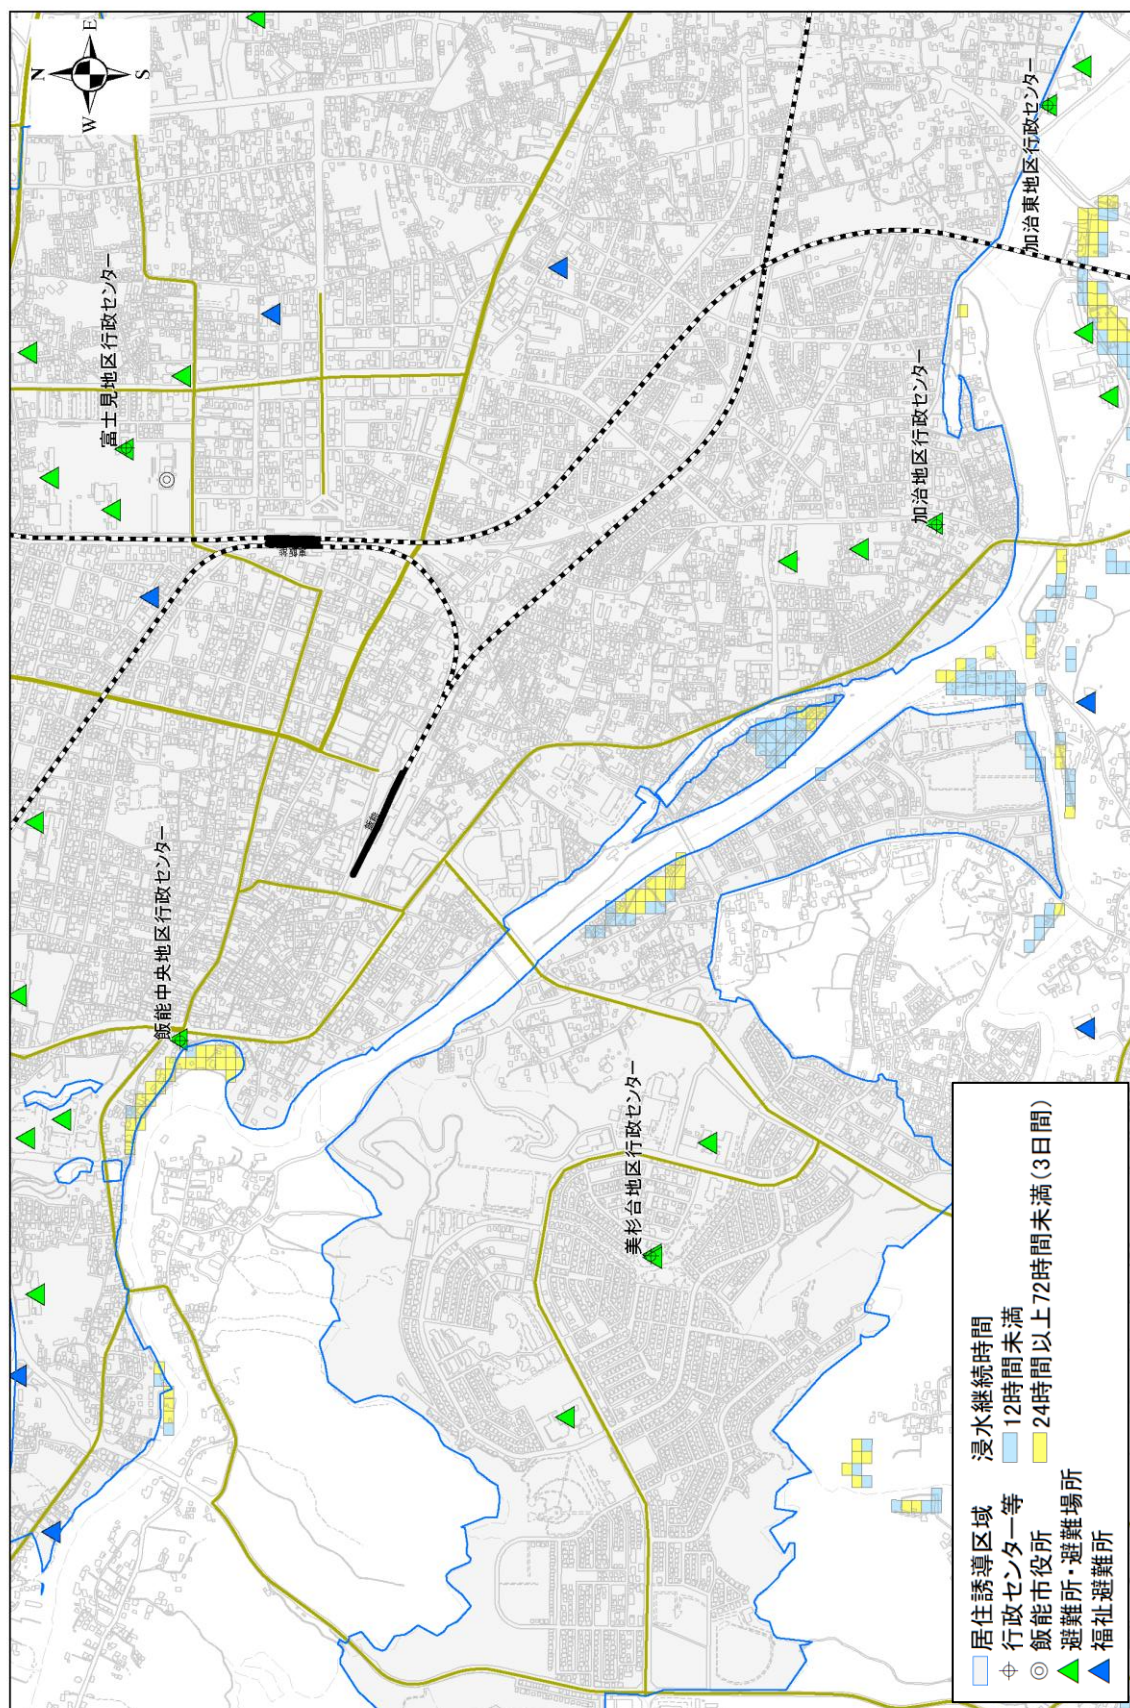 N
E
S
W
富士見地区行政センター
飯能中央地区行政センター
東飯能
飯能
加治地区行政センター
加治東地区行政センター
美杉台地区行政センター
居住誘導区域
行政センター等
飯能市役所
避難所・避難場所
福祉避難所
浸水継続時間
12時間未満
24時間以上72時間未満(3日間)